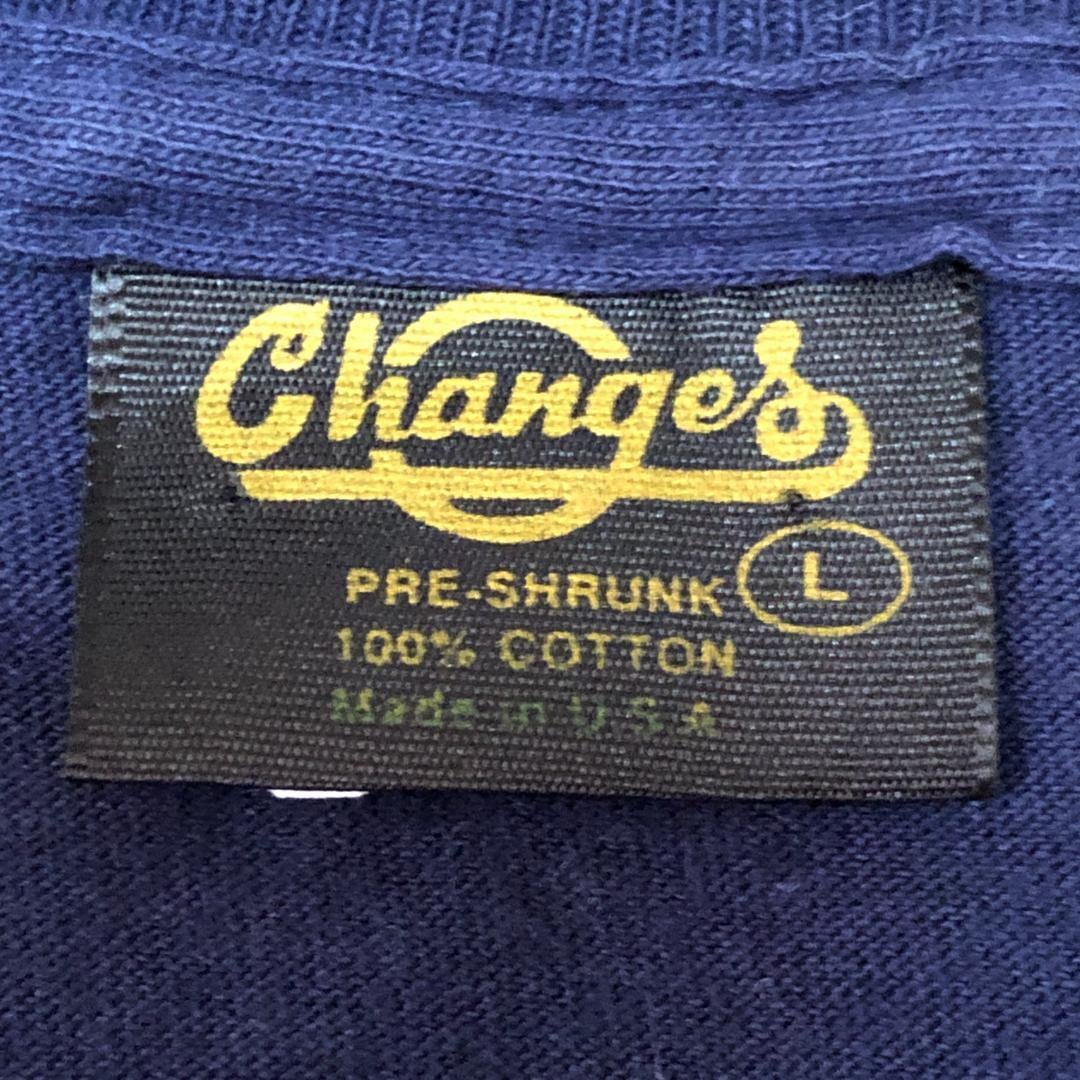 Changes
PRE-SHRUNK
L
100% COTTON
Made in U.S.A